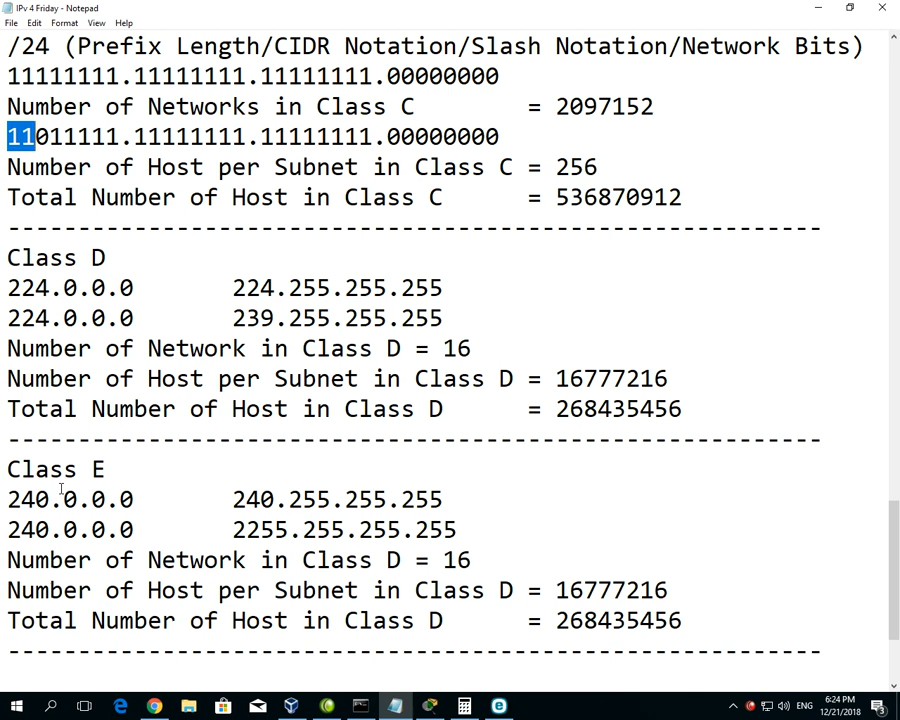 IPv 4 Friday - Notepad
File Edit Format View Help
/24 (Prefix Length/CIDR Notation/Slash Notation/Network Bits)
11111111.11111111.11111111.00000000
Number of Networks in Class C = 2097152
11011111.11111111.11111111.00000000
Number of Host per Subnet in Class C = 256
Total Number of Host in Class C = 536870912
----------------------------------------------------------
Class D
224.0.0.0 224.255.255.255
224.0.0.0 239.255.255.255
Number of Network in Class D = 16
Number of Host per Subnet in Class D = 16777216
Total Number of Host in Class D = 268435456
----------------------------------------------------------
Class E
240.0.0.0 240.255.255.255
240.0.0.0 2255.255.255.255
Number of Network in Class D = 16
Number of Host per Subnet in Class D = 16777216
Total Number of Host in Class D = 268435456
----------------------------------------------------------
ENG
6:24 PM
12/21/2018
3